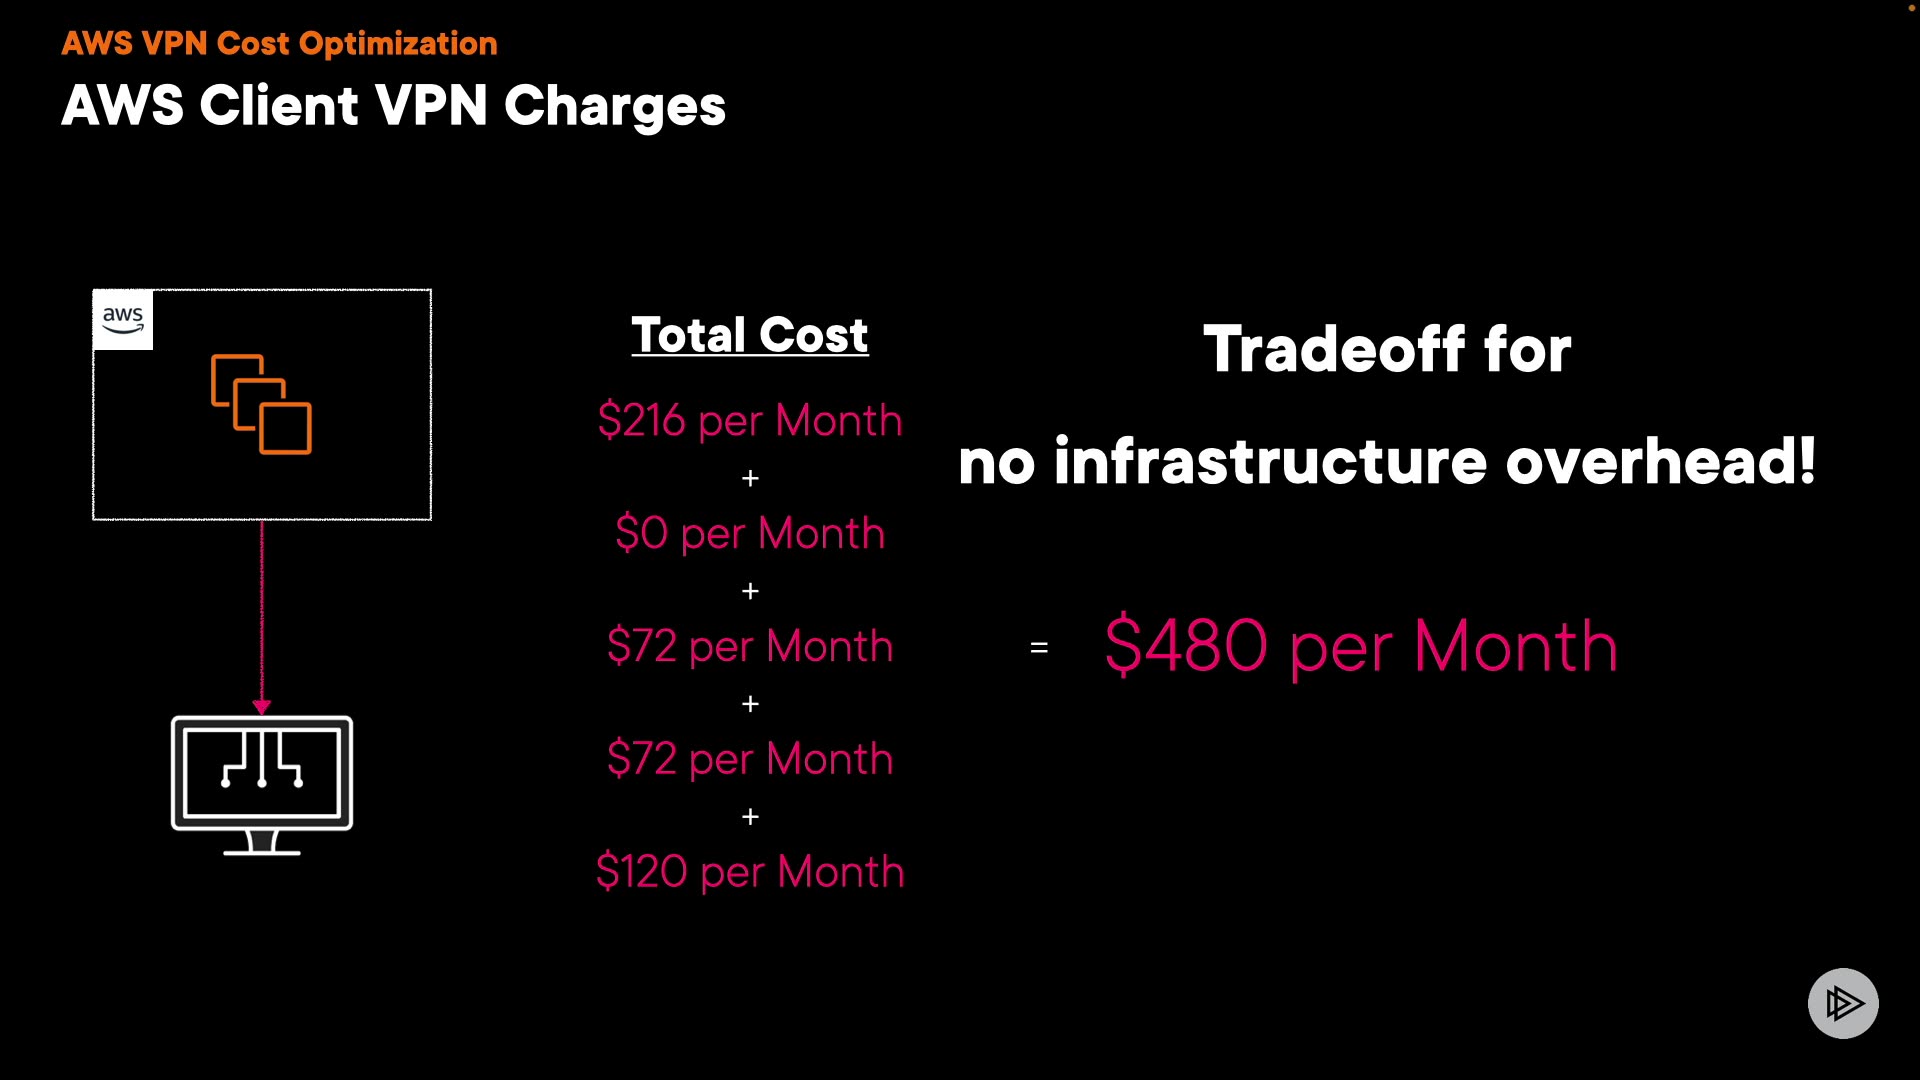 AWS VPN Cost Optimization
AWS Client VPN Charges
aws
Total Cost
$216 per Month
+
$0 per Month
+
$72 per Month
+
$72 per Month
+
$120 per Month
Tradeoff for
no infrastructure overhead!
= $480 per Month